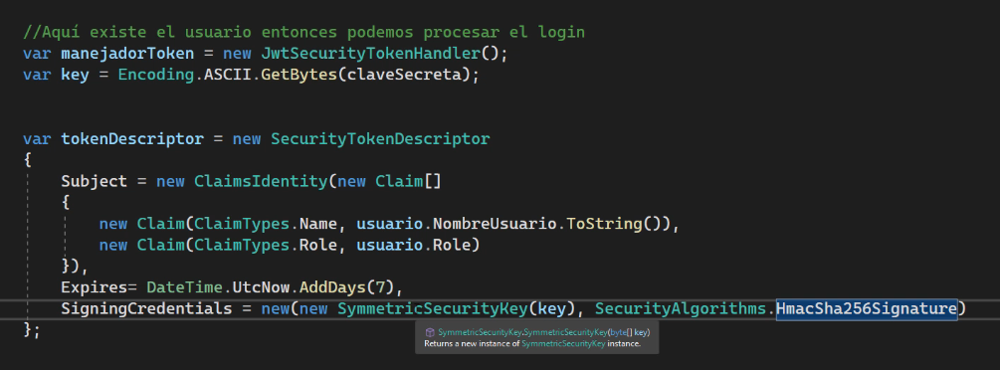 //Aquí existe el usuario entonces podemos procesar el login
var manejadorToken = new JwtSecurityTokenHandler();
var key = Encoding.ASCII.GetBytes(claveSecreta);
var tokenDescriptor = new SecurityTokenDescriptor
{
Subject = new ClaimsIdentity(new Claim[]
{
new Claim(ClaimTypes.Name, usuario.NombreUsuario.ToString()),
new Claim(ClaimTypes.Role, usuario.Role)
}),
Expires= DateTime.UtcNow.AddDays(7),
SigningCredentials = new(new SymmetricSecurityKey(key), SecurityAlgorithms.HmacSha256Signature)
};
SymmetricSecurityKey.SymmetricSecurityKey(byte[] key)
Returns a new instance of SymmetricSecurityKey instance.